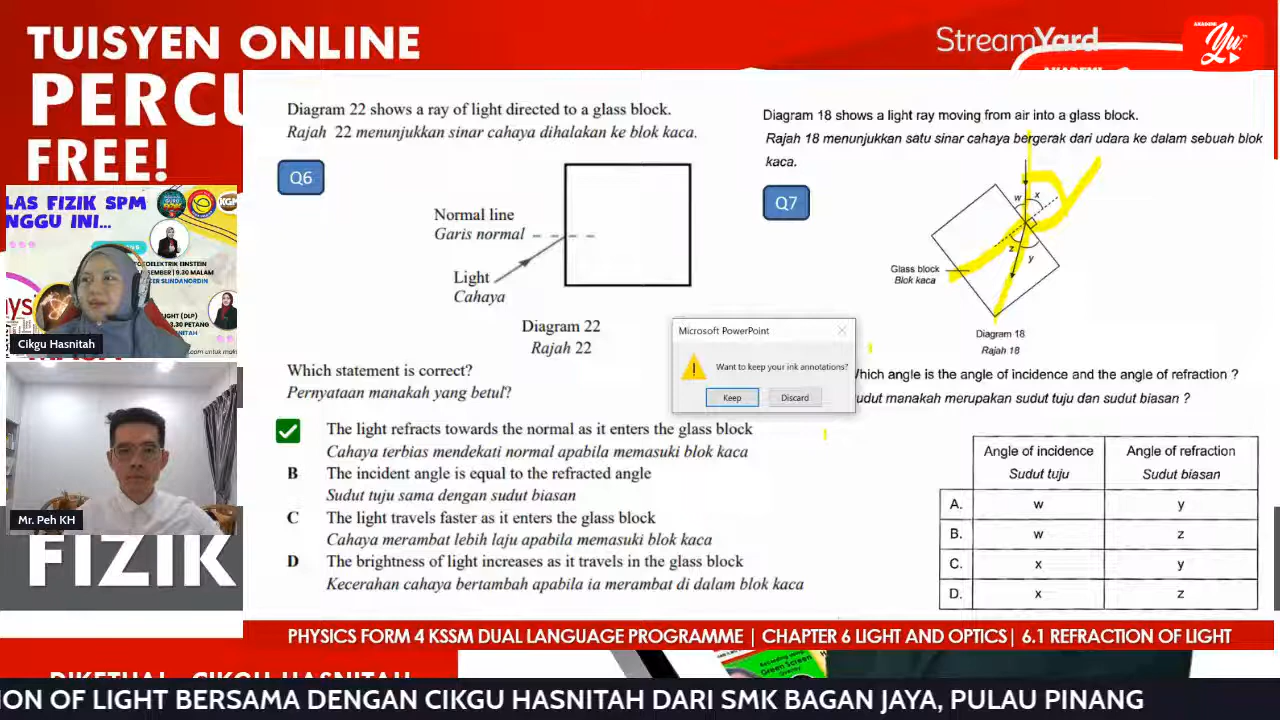 TUISYEN ONLINE
PERCU
FREE!
StreamYard
AKADEMI
Yu
LAS FIZIK SPM
NGGU INI...
Cikgu Hasnitah
Mr. Peh KH
FIZIK
Diagram 22 shows a ray of light directed to a glass block.
Rajah 22 menunjukkan sinar cahaya dihalakan ke blok kaca.
Q6
Normal line
Garis normal
Light
Cahaya
Diagram 22
Rajah 22
Which statement is correct?
Pernyataan manakah yang betul?
The light refracts towards the normal as it enters the glass block
Cahaya terbias mendekati normal apabila memasuki blok kaca
B The incident angle is equal to the refracted angle
Sudut tuju sama dengan sudut biasan
C The light travels faster as it enters the glass block
Cahaya merambat lebih laju apabila memasuki blok kaca
D The brightness of light increases as it travels in the glass block
Kecerahan cahaya bertambah apabila ia merambat di dalam blok kaca
Diagram 18 shows a light ray moving from air into a glass block.
Rajah 18 menunjukkan satu sinar cahaya bergerak dari udara ke dalam sebuah blok
kaca.
Q7
w x
z y
Glass block
Blok kaca
Diagram 18
Rajah 18
Microsoft PowerPoint
Want to keep your ink annotations?
Keep Discard
hich angle is the angle of incidence and the angle of refraction ?
udut manakah merupakan sudut tuju dan sudut biasan ?
Angle of incidence Angle of refraction
Sudut tuju Sudut biasan
A. w y
B. w z
C. x y
D. x z
PHYSICS FORM 4 KSSM DUAL LANGUAGE PROGRAMME | CHAPTER 6 LIGHT AND OPTICS| 6.1 REFRACTION OF LIGHT
Green Screen
ION OF LIGHT BERSAMA DENGAN CIKGU HASNITAH DARI SMK BAGAN JAYA, PULAU PINANG